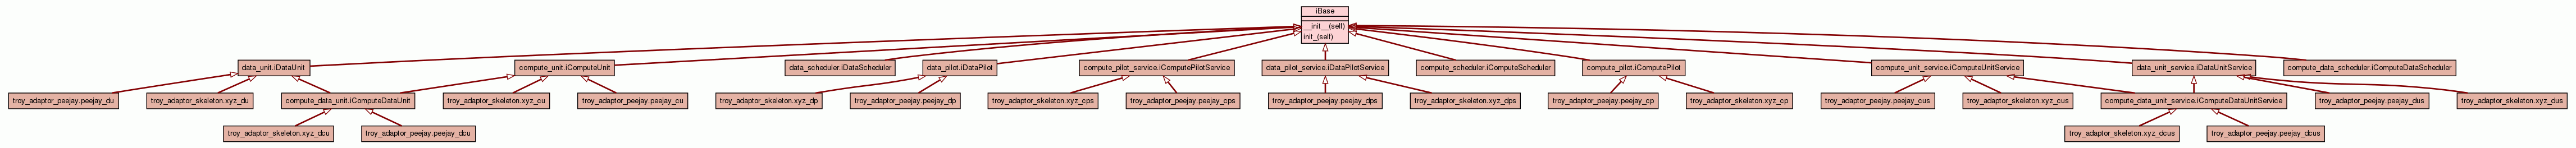 iBase
__init__(self)
init_(self)
data_unit.iDataUnit
compute_unit.iComputeUnit
data_scheduler.iDataScheduler
data_pilot.iDataPilot
compute_pilot_service.iComputePilotService
data_pilot_service.iDataPilotService
compute_scheduler.iComputeScheduler
compute_pilot.iComputePilot
compute_unit_service.iComputeUnitService
data_unit_service.iDataUnitService
compute_data_scheduler.iComputeDataScheduler
troy_adaptor_peejay.peejay_du
troy_adaptor_skeleton.xyz_du
compute_data_unit.iComputeDataUnit
troy_adaptor_skeleton.xyz_cu
troy_adaptor_peejay.peejay_cu
troy_adaptor_skeleton.xyz_dp
troy_adaptor_peejay.peejay_dp
troy_adaptor_skeleton.xyz_cps
troy_adaptor_peejay.peejay_cps
troy_adaptor_peejay.peejay_dps
troy_adaptor_skeleton.xyz_dps
troy_adaptor_peejay.peejay_cp
troy_adaptor_skeleton.xyz_cp
troy_adaptor_peejay.peejay_cus
troy_adaptor_skeleton.xyz_cus
compute_data_unit_service.iComputeDataUnitService
troy_adaptor_peejay.peejay_dus
troy_adaptor_skeleton.xyz_dus
troy_adaptor_skeleton.xyz_dcu
troy_adaptor_peejay.peejay_dcu
troy_adaptor_skeleton.xyz_dcus
troy_adaptor_peejay.peejay_dcus